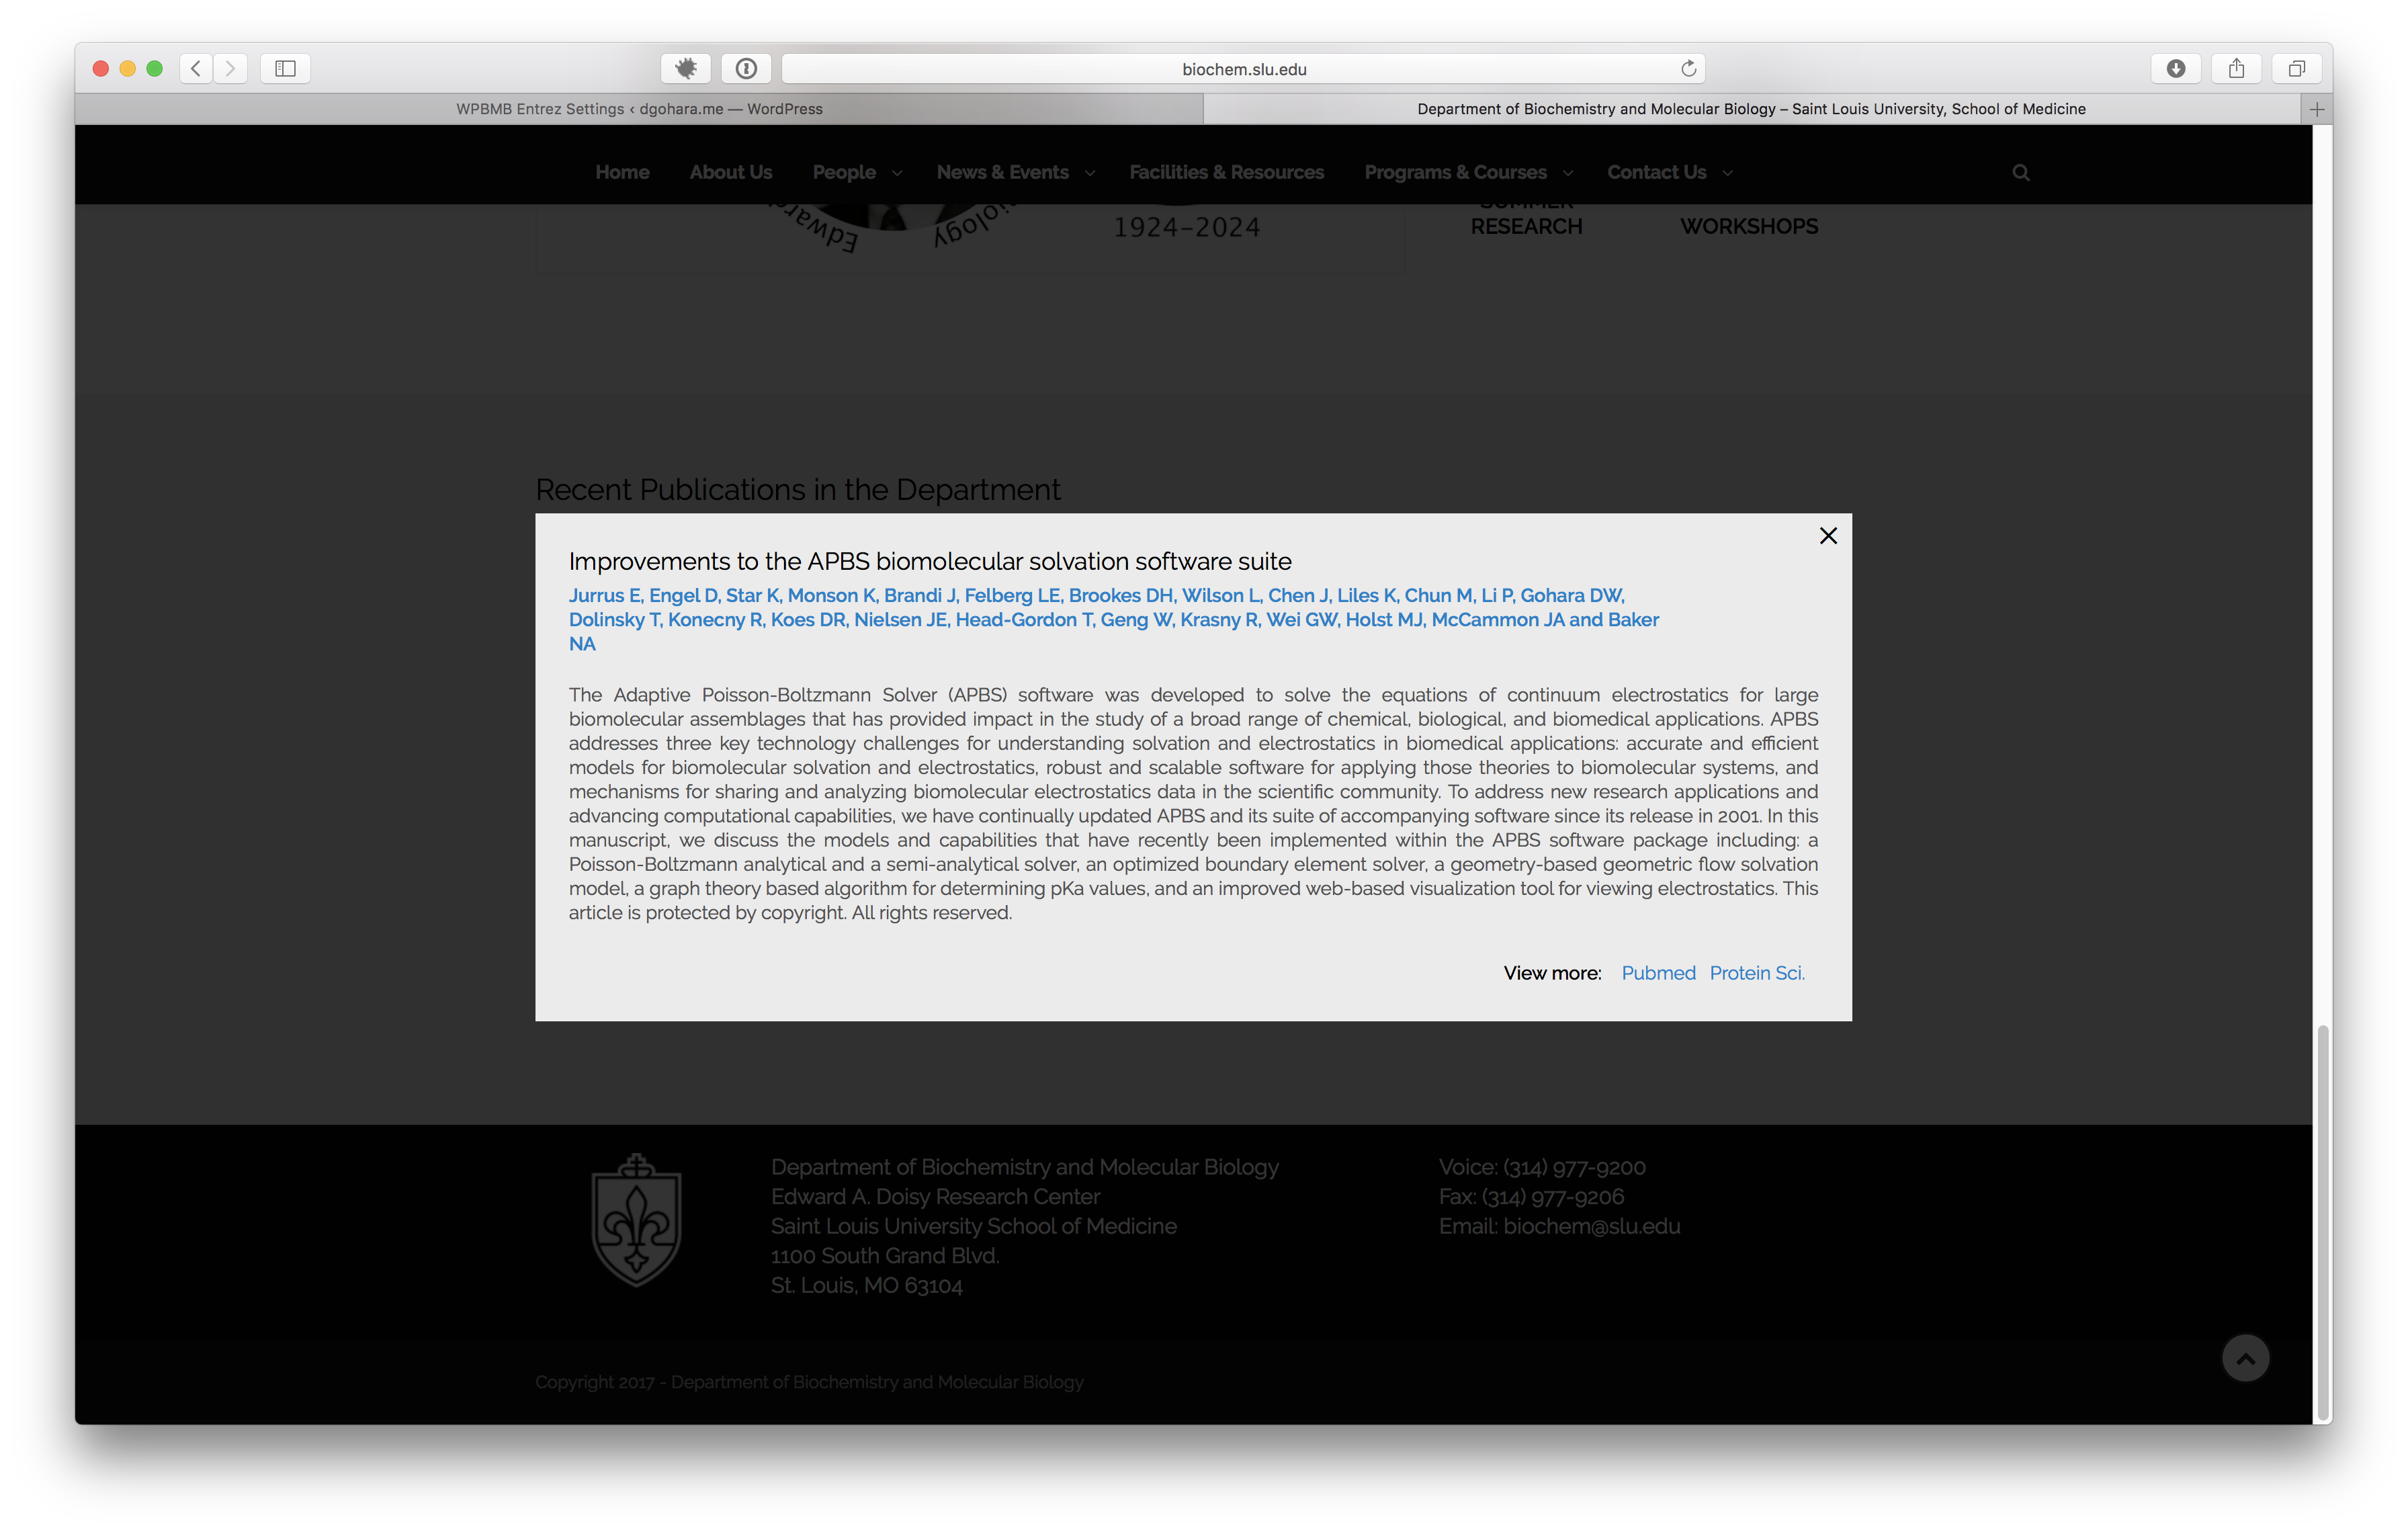 biochem.slu.edu
WPBMB Entrez Settings ‹ dgohara.me — WordPress
Department of Biochemistry and Molecular Biology – Saint Louis University, School of Medicine
Home About Us People News & Events Facilities & Resources Programs & Courses Contact Us
Edward
iology
1924–2024
SUMMER
RESEARCH
WORKSHOPS
Recent Publications in the Department
Improvements to the APBS biomolecular solvation software suite
Jurrus E, Engel D, Star K, Monson K, Brandi J, Felberg LE, Brookes DH, Wilson L, Chen J, Liles K, Chun M, Li P, Gohara DW,
Dolinsky T, Konecny R, Koes DR, Nielsen JE, Head-Gordon T, Geng W, Krasny R, Wei GW, Holst MJ, McCammon JA and Baker
NA
The Adaptive Poisson-Boltzmann Solver (APBS) software was developed to solve the equations of continuum electrostatics for large
biomolecular assemblages that has provided impact in the study of a broad range of chemical, biological, and biomedical applications. APBS
addresses three key technology challenges for understanding solvation and electrostatics in biomedical applications: accurate and efficient
models for biomolecular solvation and electrostatics, robust and scalable software for applying those theories to biomolecular systems, and
mechanisms for sharing and analyzing biomolecular electrostatics data in the scientific community. To address new research applications and
advancing computational capabilities, we have continually updated APBS and its suite of accompanying software since its release in 2001. In this
manuscript, we discuss the models and capabilities that have recently been implemented within the APBS software package including: a
Poisson-Boltzmann analytical and a semi-analytical solver, an optimized boundary element solver, a geometry-based geometric flow solvation
model, a graph theory based algorithm for determining pKa values, and an improved web-based visualization tool for viewing electrostatics. This
article is protected by copyright. All rights reserved.
View more: Pubmed Protein Sci.
Department of Biochemistry and Molecular Biology
Edward A. Doisy Research Center
Saint Louis University School of Medicine
1100 South Grand Blvd.
St. Louis, MO 63104
Voice: (314) 977-9200
Fax: (314) 977-9206
Email: biochem@slu.edu
Copyright 2017 - Department of Biochemistry and Molecular Biology